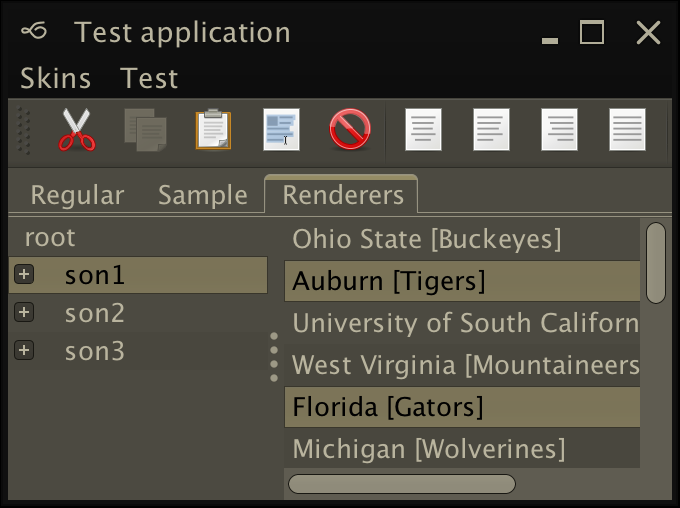 Test application
Skins Test
Regular Sample Renderers
root
son1
son2
son3
Ohio State [Buckeyes]
Auburn [Tigers]
University of South Californ
West Virginia [Mountaineers
Florida [Gators]
Michigan [Wolverines]